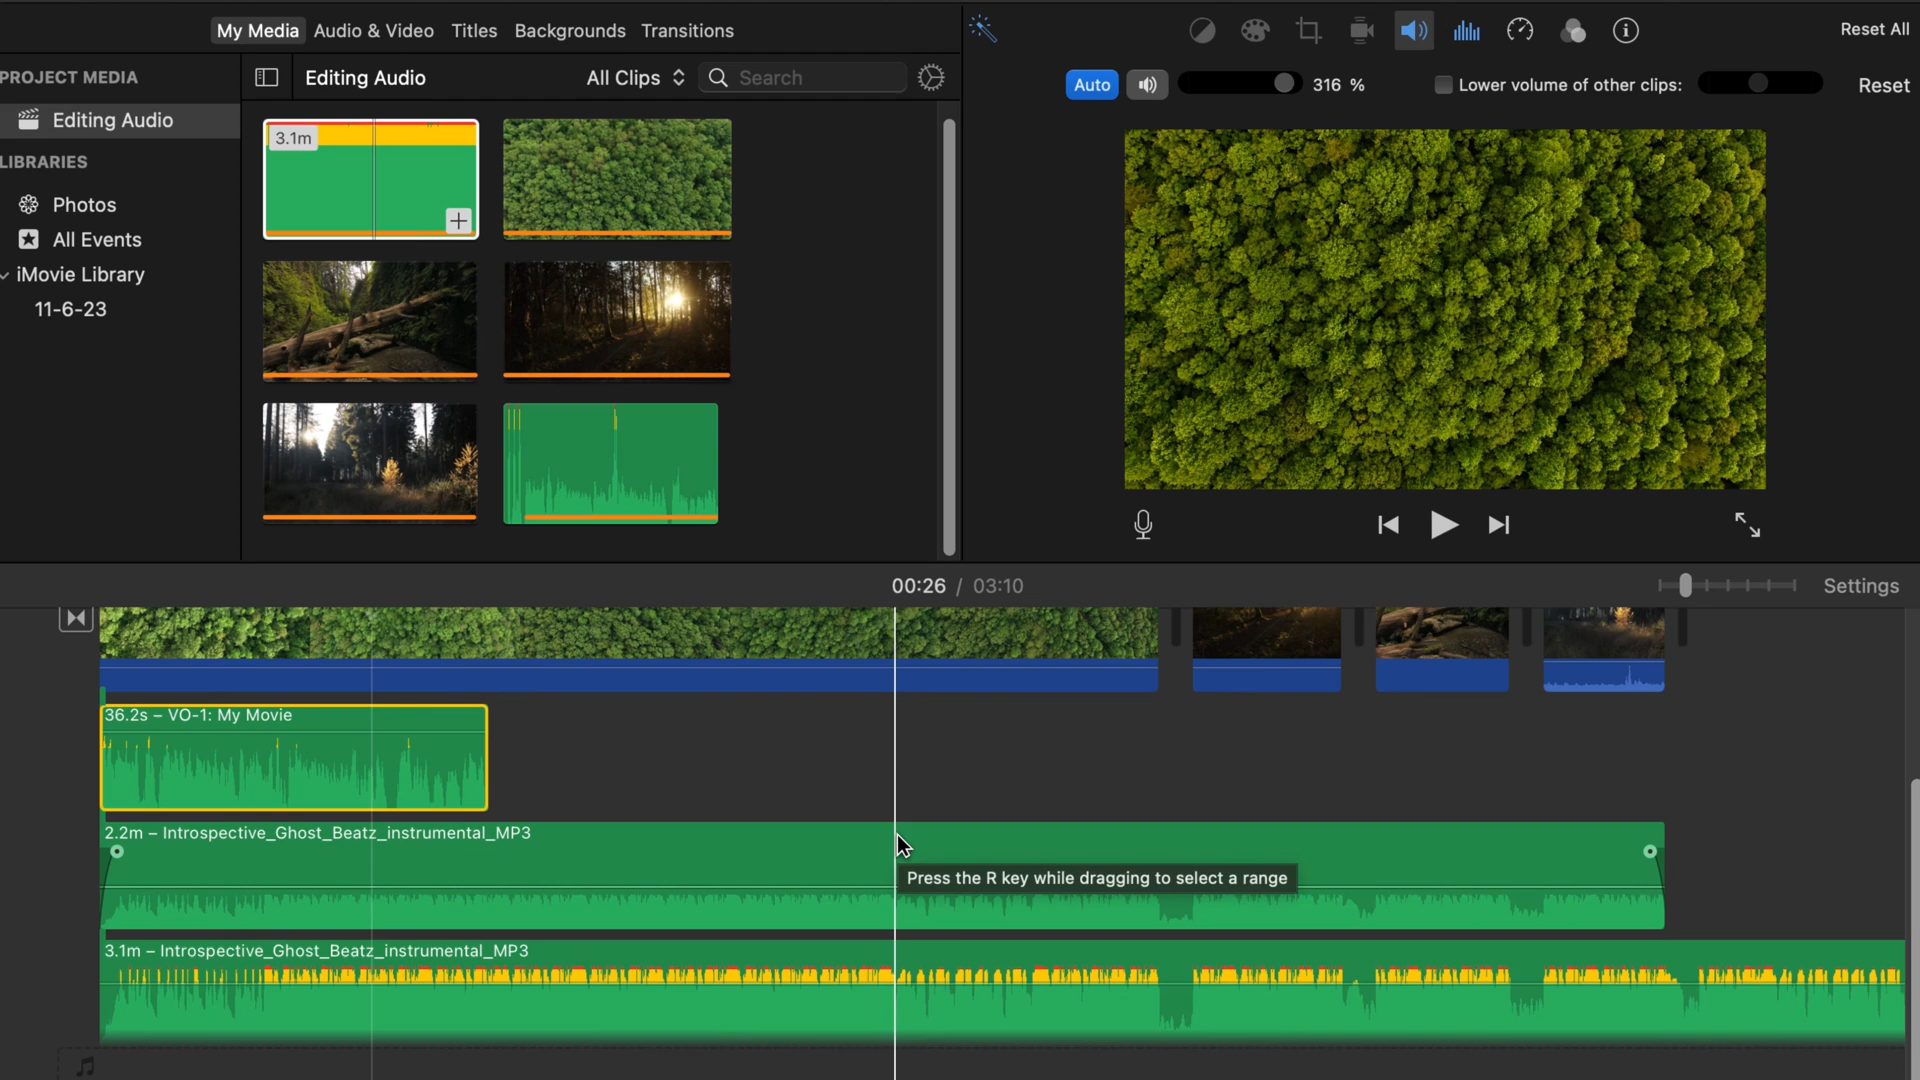 My Media Audio & Video Titles Backgrounds Transitions
Reset All
PROJECT MEDIA
Editing Audio
All Clips
Search
Auto
316 %
Lower volume of other clips:
Reset
Editing Audio
LIBRARIES
Photos
All Events
iMovie Library
11-6-23
3.1m
00:26 / 03:10
Settings
36.2s – VO-1: My Movie
2.2m – Introspective_Ghost_Beatz_instrumental_MP3
Press the R key while dragging to select a range
3.1m – Introspective_Ghost_Beatz_instrumental_MP3